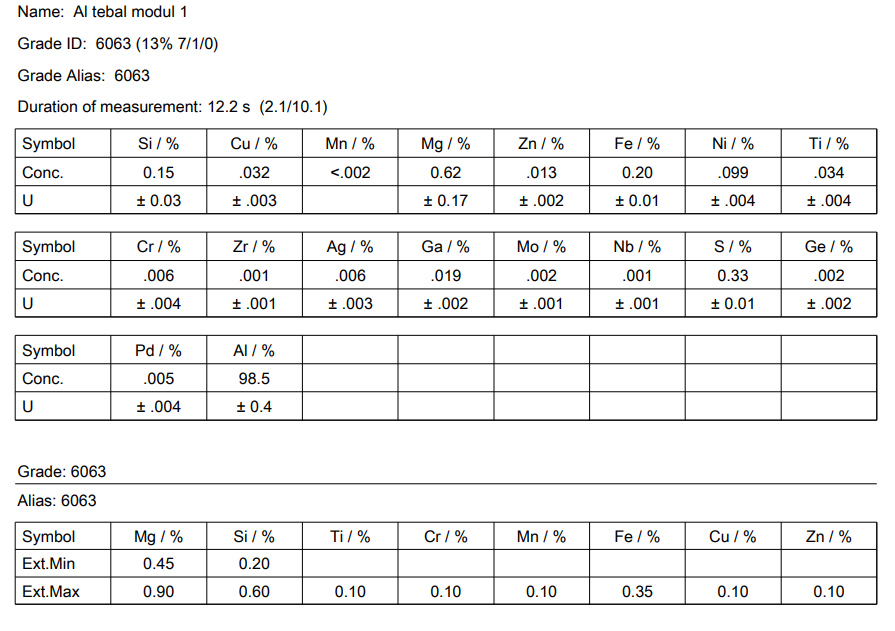 Name: Al tebal modul 1
Grade ID: 6063 (13% 7/1/0)
Grade Alias: 6063
Duration of measurement: 12.2 s (2.1/10.1)
Symbol Si / % Cu / % Mn / % Mg / % Zn / % Fe / % Ni / % Ti / %
Conc. 0.15 .032 <.002 0.62 .013 0.20 .099 .034
U ± 0.03 ± .003 ± 0.17 ± .002 ± 0.01 ± .004 ± .004
Symbol Cr / % Zr / % Ag / % Ga / % Mo / % Nb / % S / % Ge / %
Conc. .006 .001 .006 .019 .002 .001 0.33 .002
U ± .004 ± .001 ± .003 ± .002 ± .001 ± .001 ± 0.01 ± .002
Symbol Pd / % Al / %
Conc. .005 98.5
U ± .004 ± 0.4
Grade: 6063
Alias: 6063
Symbol Mg / % Si / % Ti / % Cr / % Mn / % Fe / % Cu / % Zn / %
Ext.Min 0.45 0.20
Ext.Max 0.90 0.60 0.10 0.10 0.10 0.35 0.10 0.10